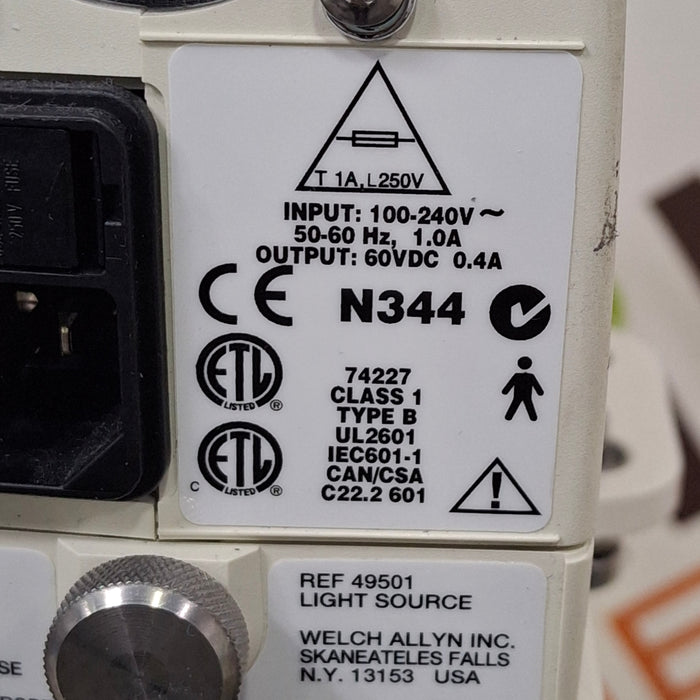 T 1A,L250V
INPUT: 100-240V~
50-60 Hz, 1.0A
OUTPUT: 60VDC 0.4A
CE N344
ETL
LISTED ®
74227
CLASS 1
TYPE B
UL2601
IEC601-1
CAN/CSA
C22.2 601
ETL
C LISTED ®
!
250V FUSE
REF 49501
LIGHT SOURCE
WELCH ALLYN INC.
SKANEATELES FALLS
N.Y. 13153 USA